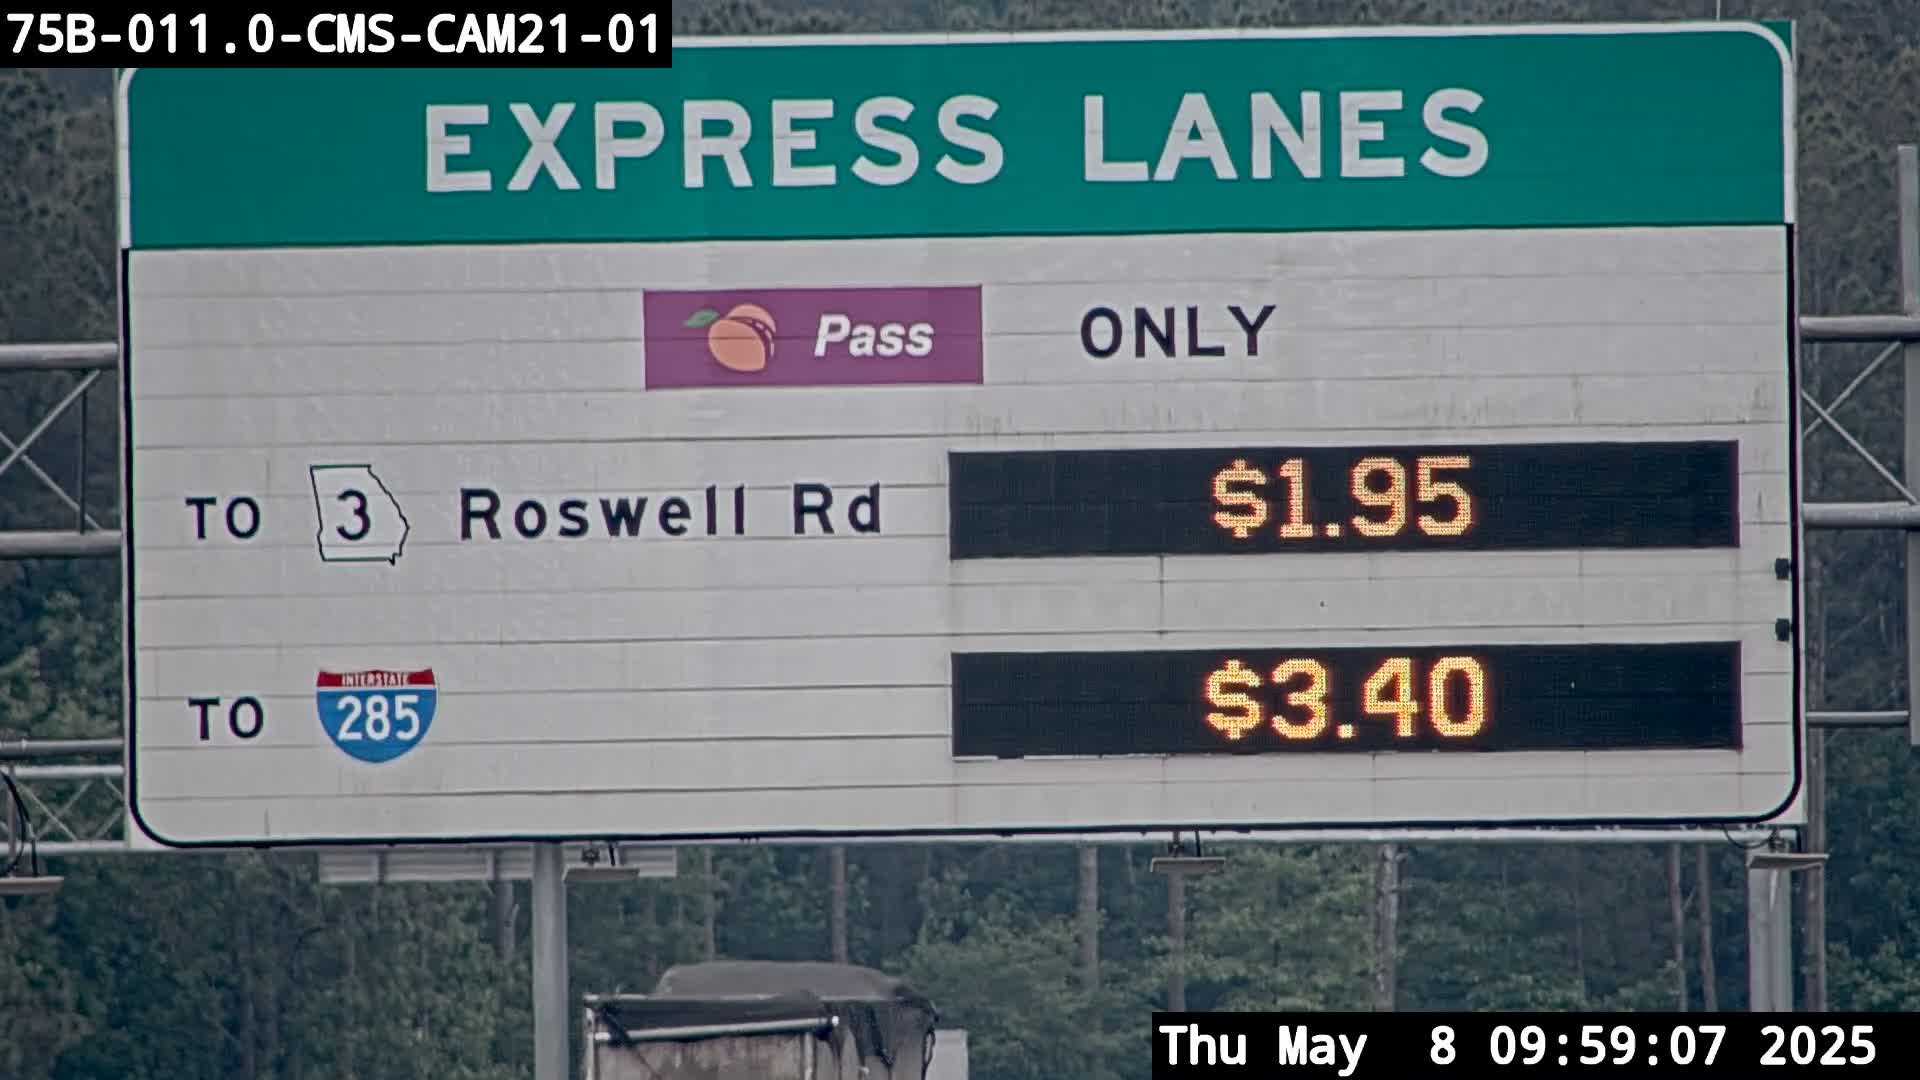 75B-011.0-CMS-CAM21-01
EXPRESS LANES
Pass ONLY
TO 3 Roswell Rd $1.95
TO INTERSTATE 285 $3.40
Thu May 8 09:59:07 2025